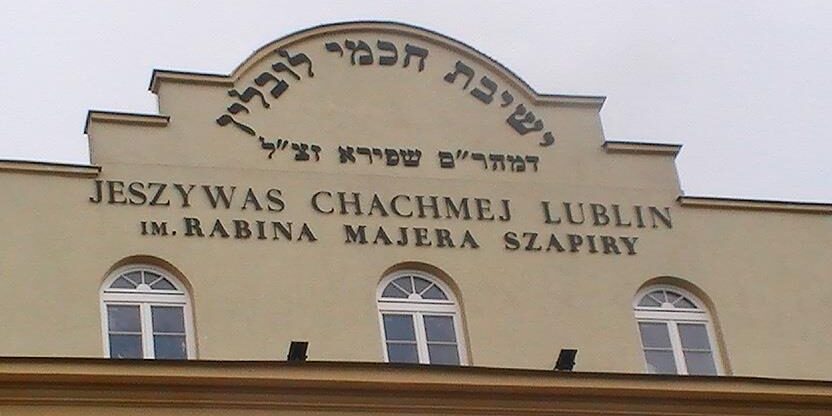 ישיבת חכמי לובלין
דמהר״ם שפירא זצ״ל
JESZYWAS CHACHMEJ LUBLIN
IM. RABINA MAJERA SZAPIRY